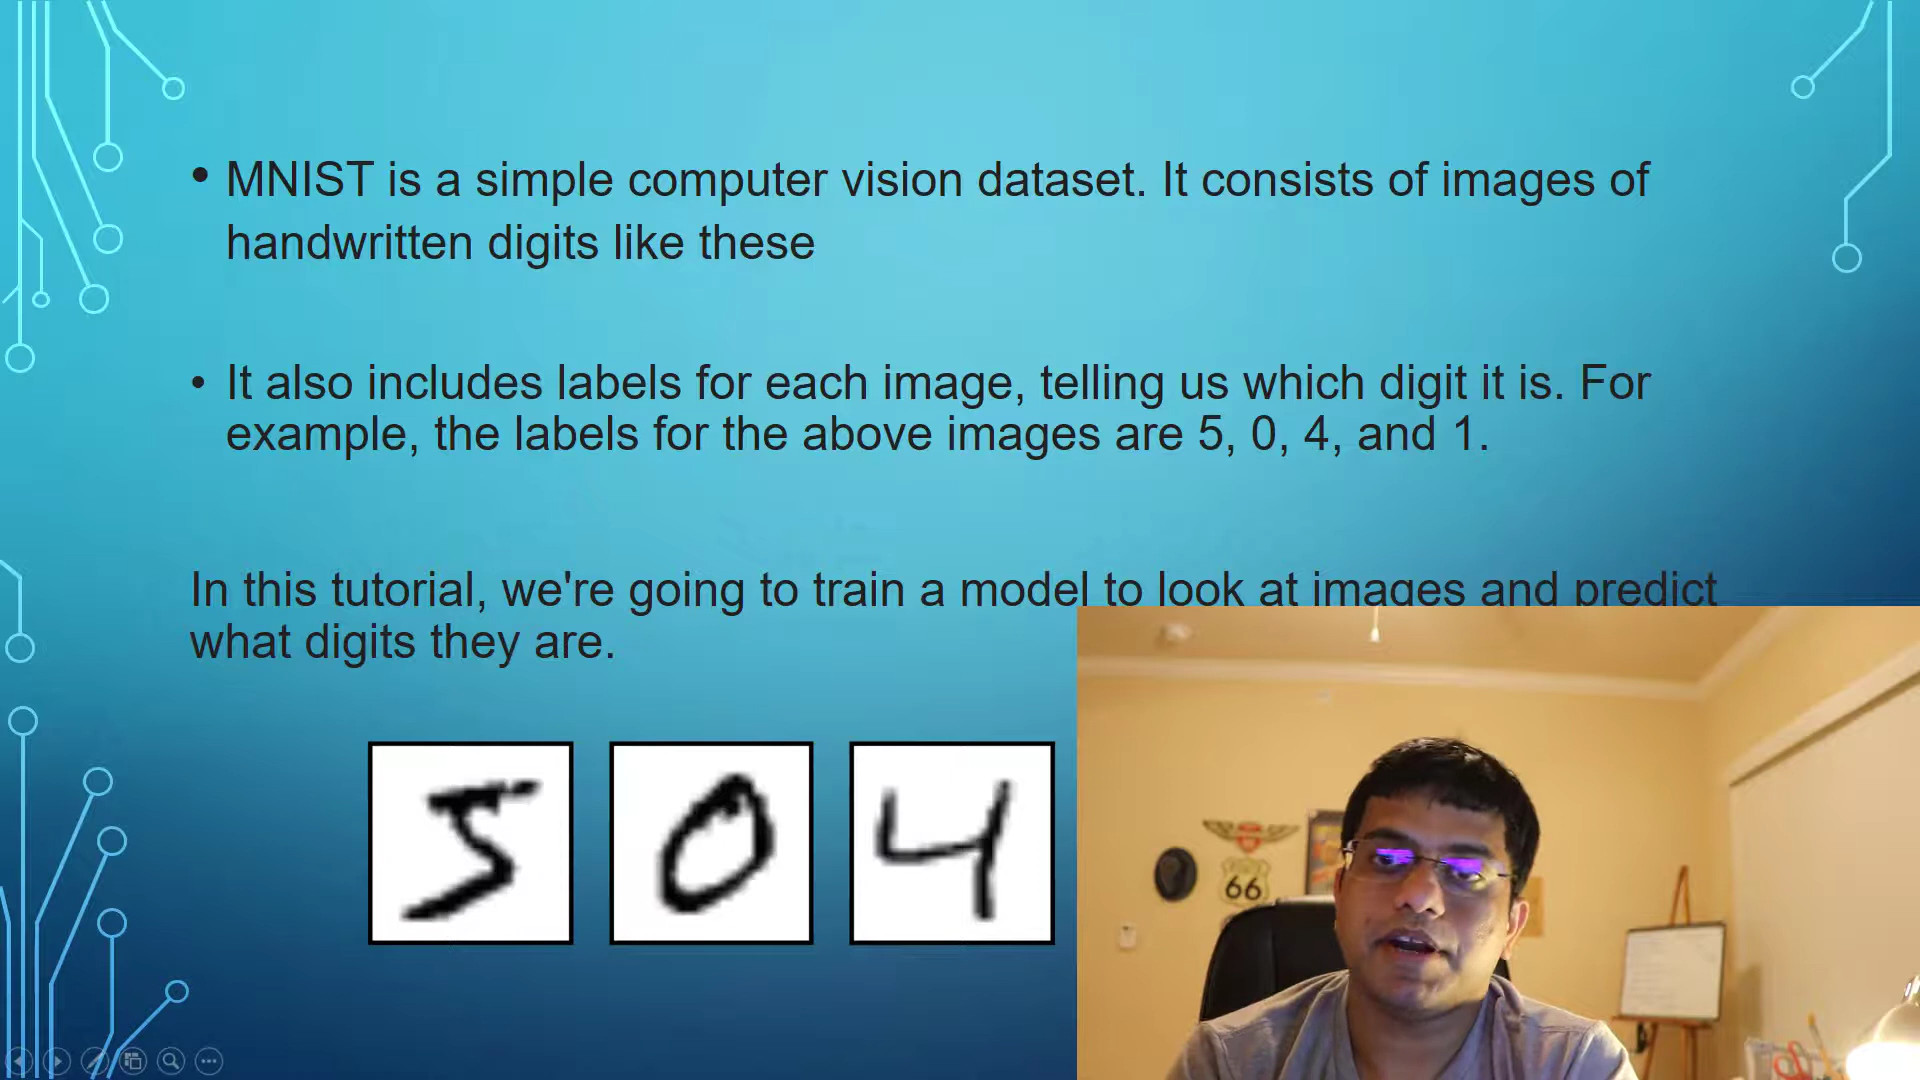 • MNIST is a simple computer vision dataset. It consists of images of
handwritten digits like these
• It also includes labels for each image, telling us which digit it is. For
example, the labels for the above images are 5, 0, 4, and 1.
In this tutorial, we're going to train a model to look at images and predict
what digits they are.
5 0 4
66